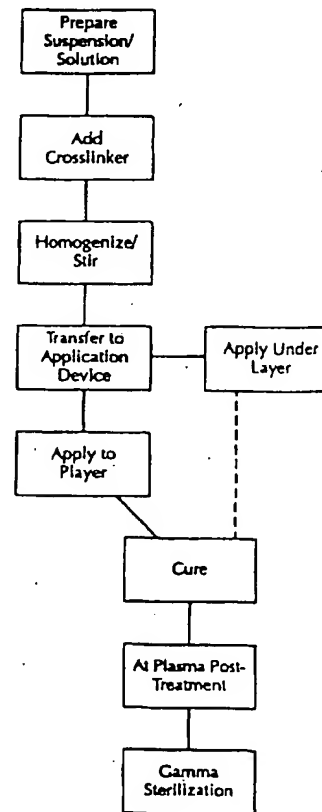 Prepare
Suspension/
Solution
Add
Crosslinker
Homogenize/
Stir
Transfer to
Application
Device
Apply Under
Layer
Apply to
Player
Cure
At Plasma Post-
Treatment
Gamma
Sterilization